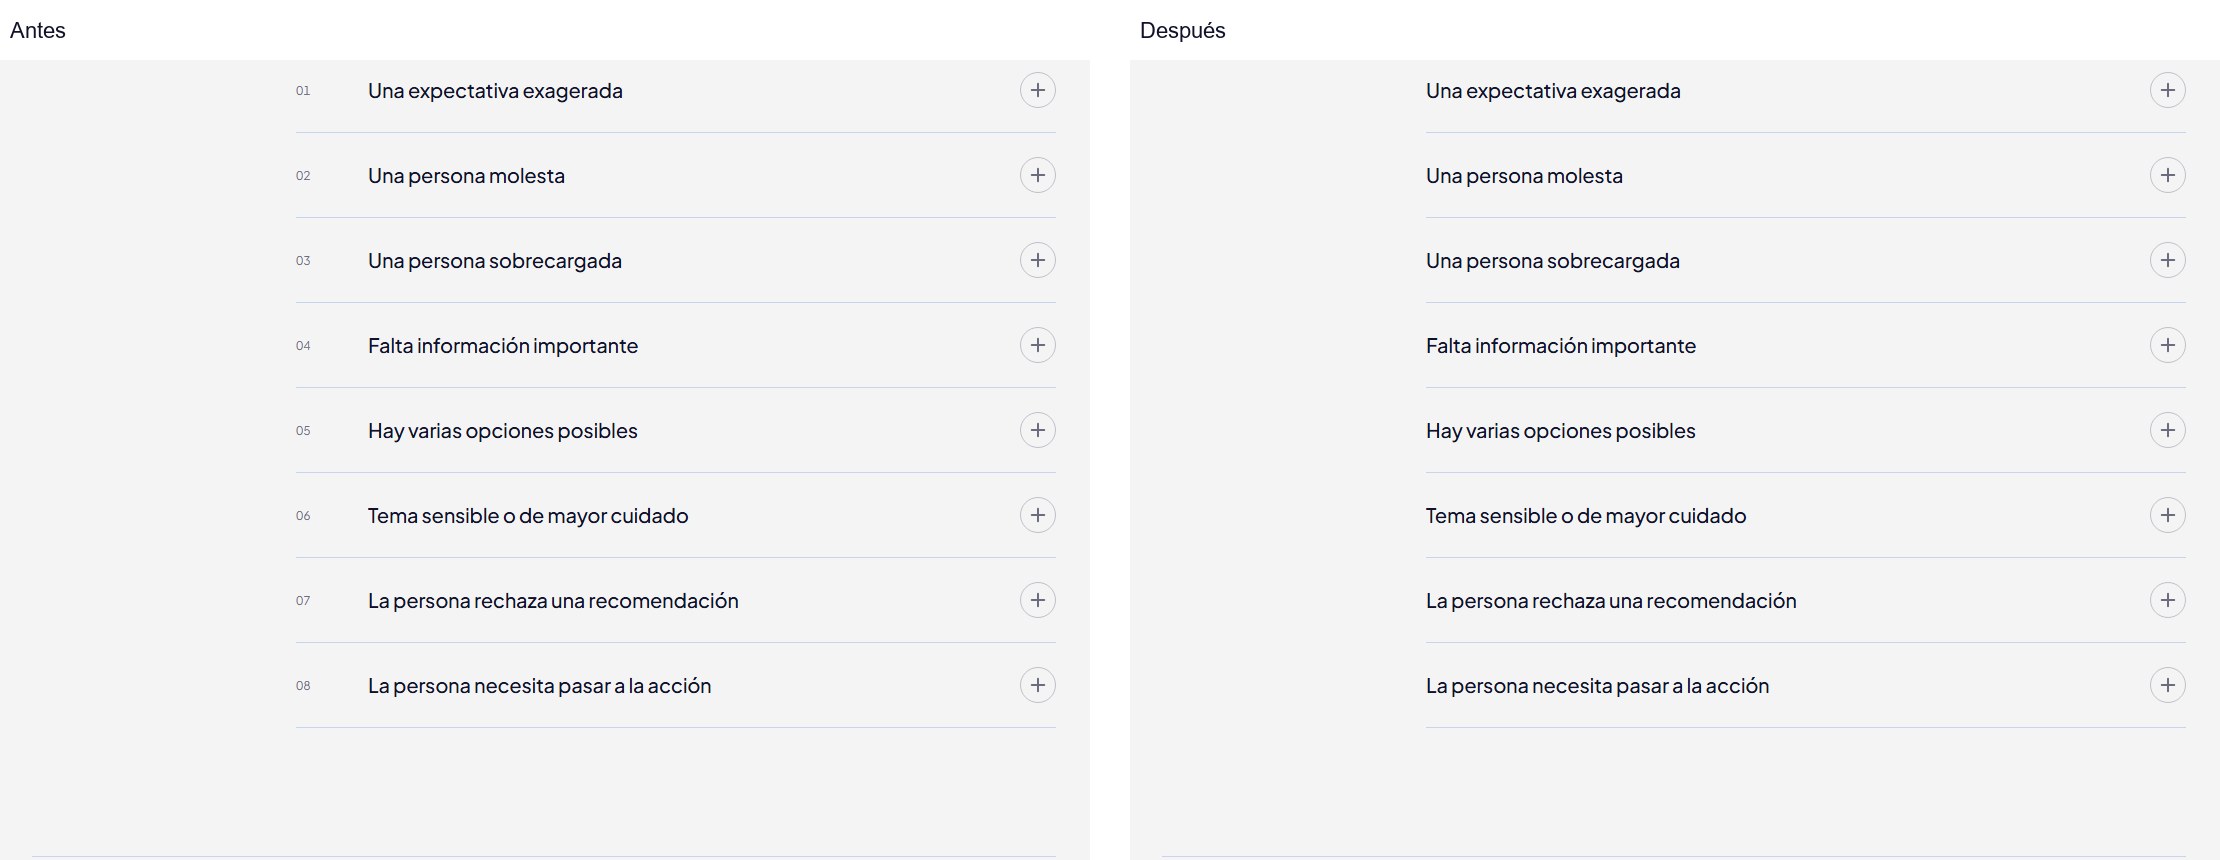 Antes
01 Una expectativa exagerada
02 Una persona molesta
03 Una persona sobrecargada
04 Falta información importante
05 Hay varias opciones posibles
06 Tema sensible o de mayor cuidado
07 La persona rechaza una recomendación
08 La persona necesita pasar a la acción
Después
Una expectativa exagerada
Una persona molesta
Una persona sobrecargada
Falta información importante
Hay varias opciones posibles
Tema sensible o de mayor cuidado
La persona rechaza una recomendación
La persona necesita pasar a la acción